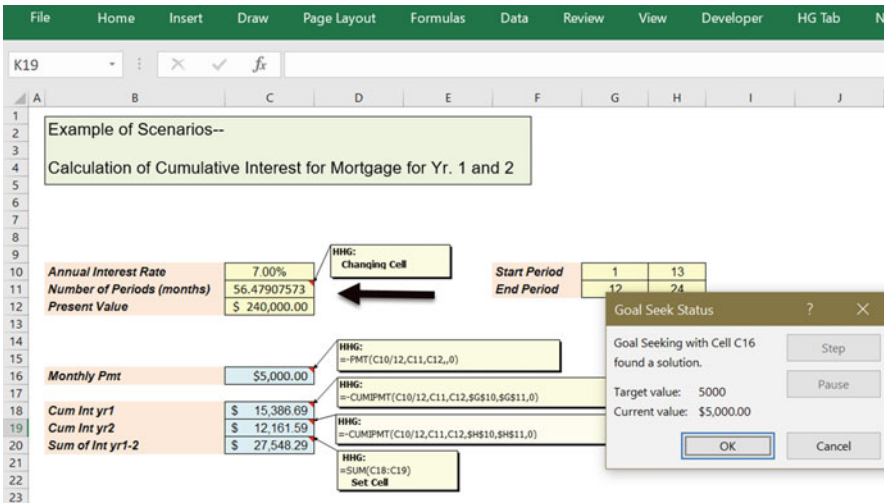 File Home Insert Draw Page Layout Formulas Data Review View Developer HG Tab N
K19 fx
A B C D E F G H I J
1
2 Example of Scenarios--
3
4 Calculation of Cumulative Interest for Mortgage for Yr. 1 and 2
5
6
7
8
9 HHG:
Changing Cell
10 Annual Interest Rate 7.00% Start Period 1 13
11 Number of Periods (months) 56.47907573 End Period 12 24
12 Present Value $ 240,000.00
13
14 HHG:
15 =-PMT(C10/12,C11,C12,,0)
16 Monthly Pmt $5,000.00
17 HHG:
=-CUMIPMT(C10/12,C11,C12,$G$10,$G$11,0)
18 Cum Int yr1 $ 15,386.69
19 Cum Int yr2 $ 12,161.59
HHG:
=-CUMIPMT(C10/12,C11,C12,$H$10,$H$11,0)
20 Sum of Int yr1-2 $ 27,548.29
21 HHG:
=SUM(C18:C19)
22 Set Cell
23
Goal Seek Status ? ×
Goal Seeking with Cell C16 Step
found a solution.
Pause
Target value: 5000
Current value: $5,000.00
OK Cancel